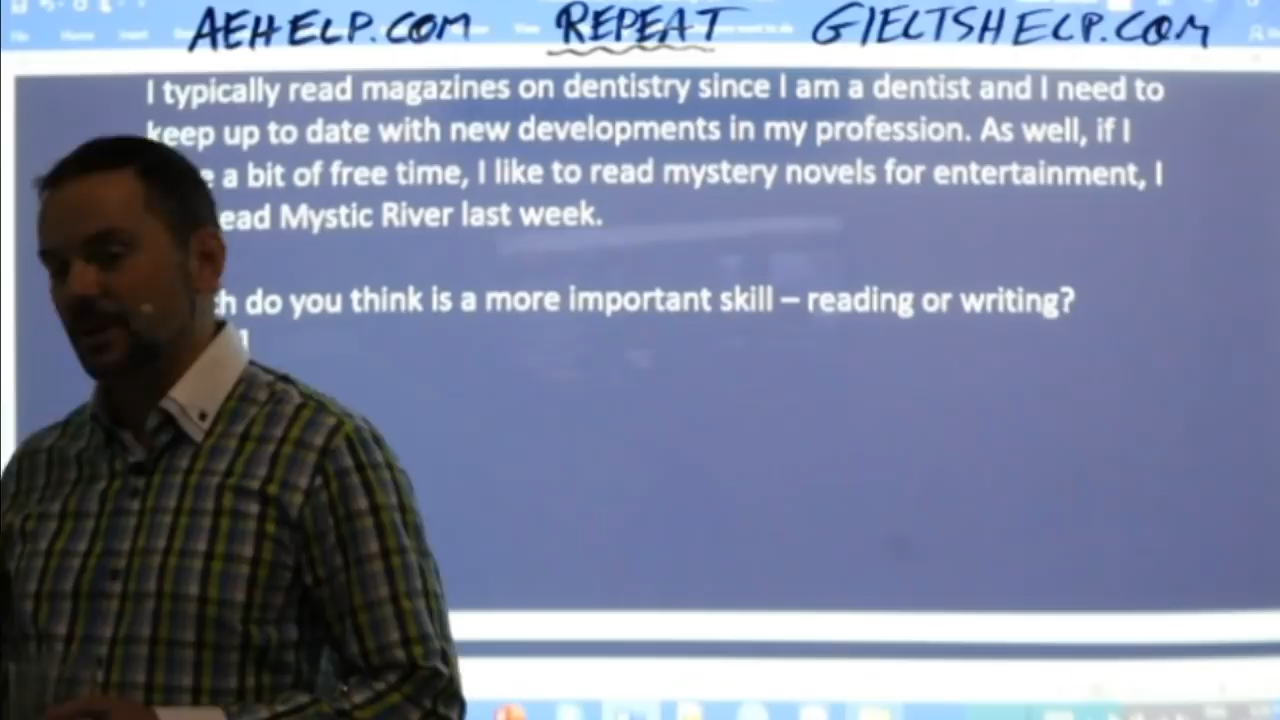 AEHELP.COM REPEAT GIELTSHELP.COM
I typically read magazines on dentistry since I am a dentist and I need to
keep up to date with new developments in my profession. As well, if I
a bit of free time, I like to read mystery novels for entertainment, I
Mystic River last week.
do you think is a more important skill – reading or writing?